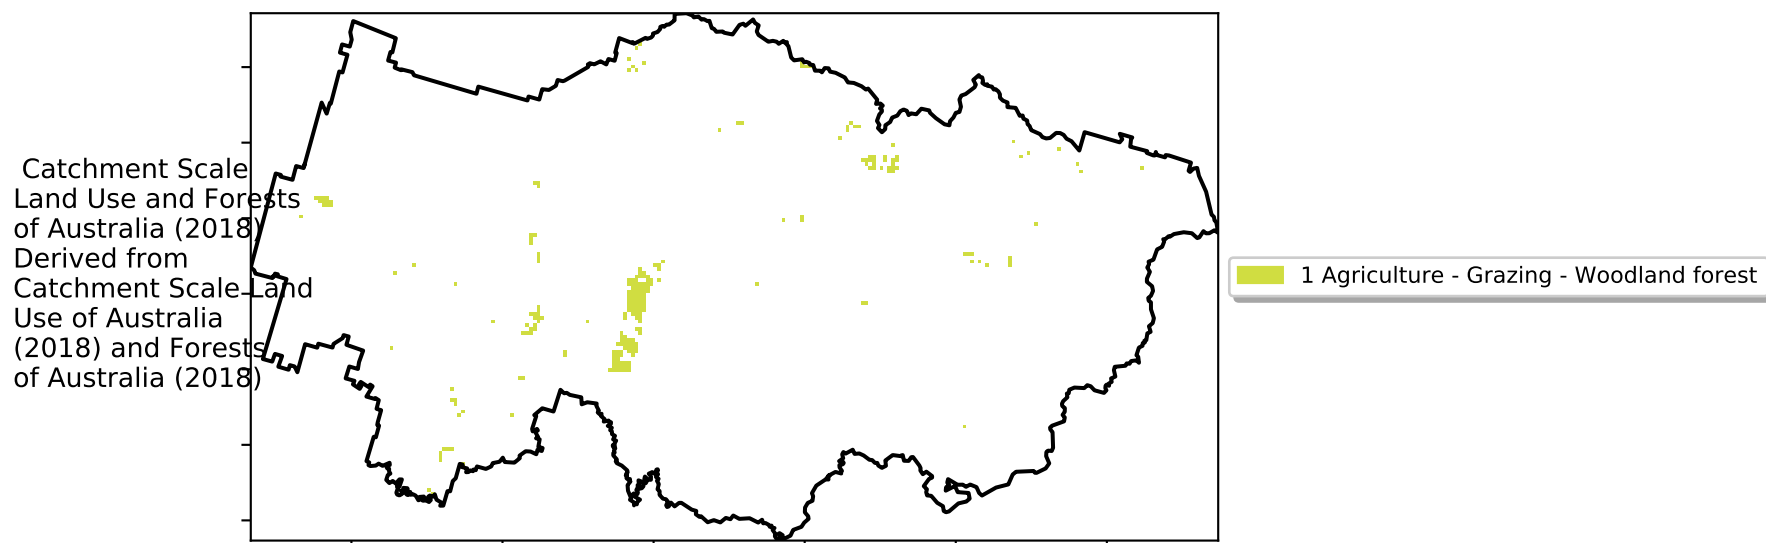 Catchment Scale
Land Use and Forests
of Australia (2018)
Derived from
Catchment Scale Land
Use of Australia
(2018) and Forests
of Australia (2018)
1 Agriculture - Grazing - Woodland forest